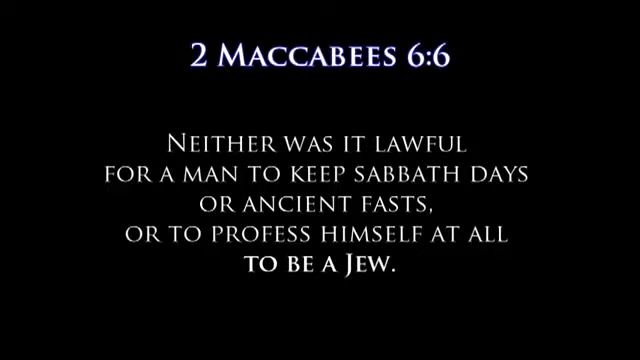 2 Maccabees 6:6
Neither was it lawful
for a man to keep sabbath days
or ancient fasts,
or to profess himself at all
to be a Jew.